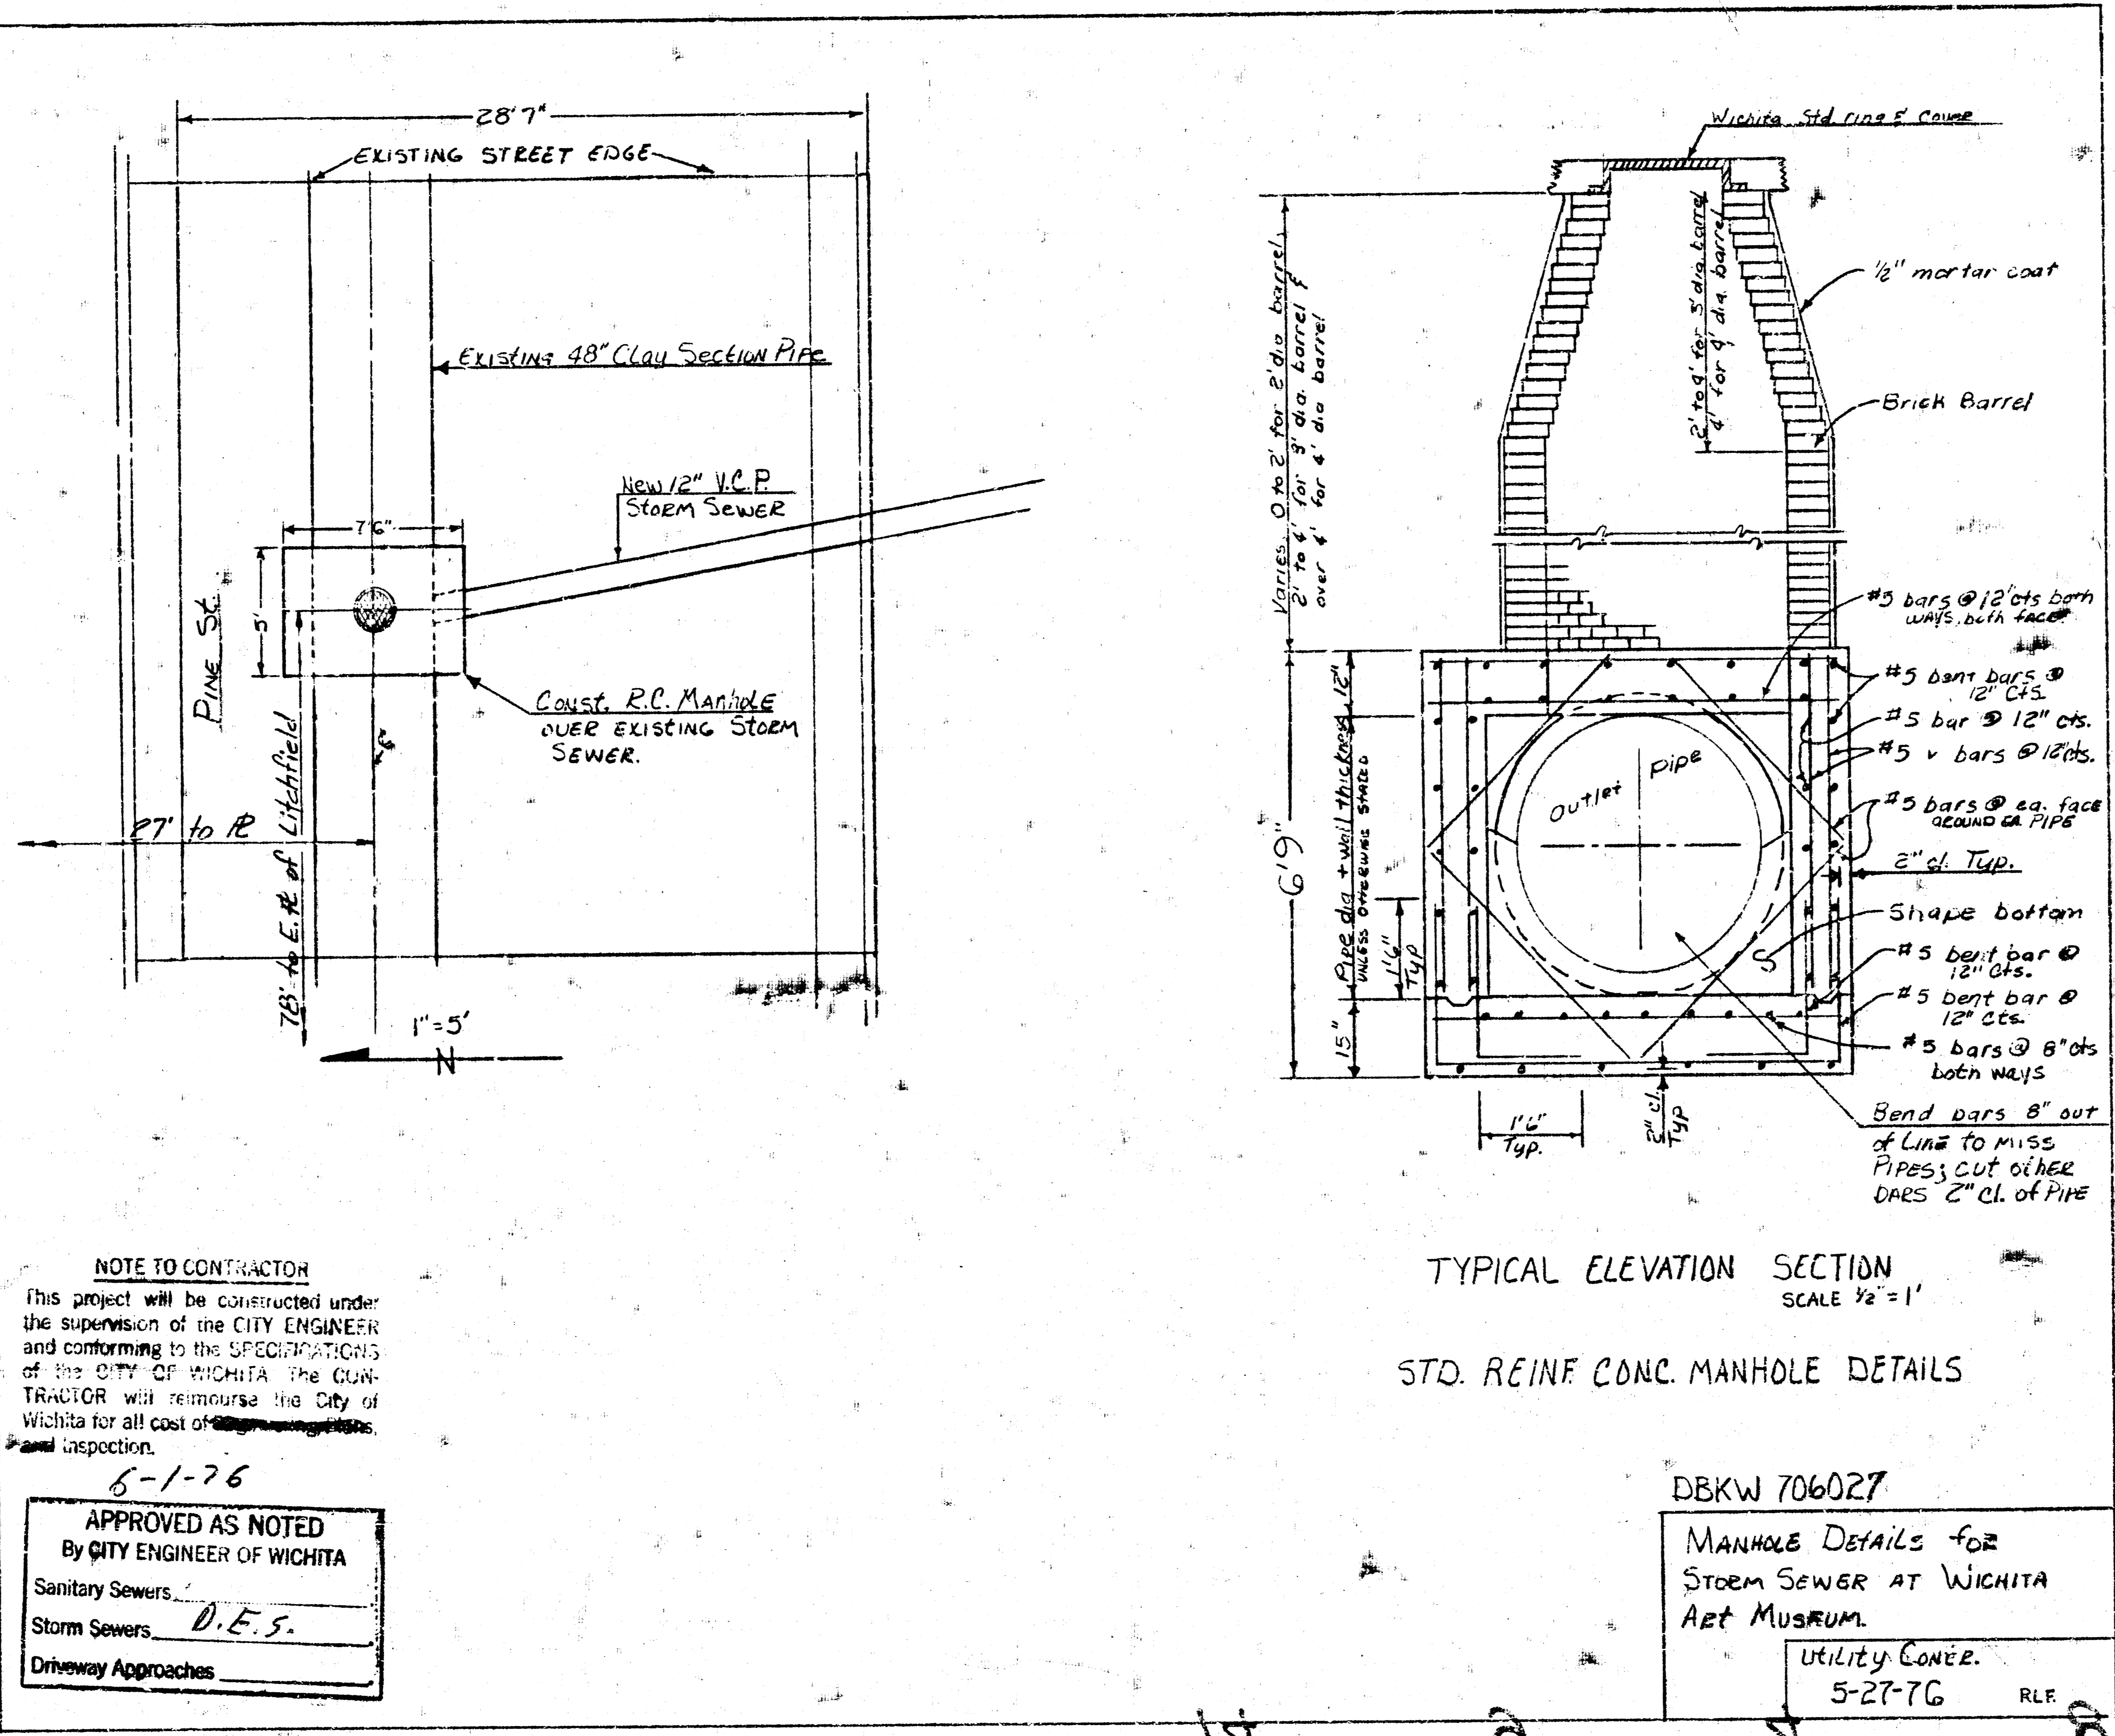 28'7"
EXISTING STREET EDGE
EXISTING 48" CLAY SECTION PIPE
NEW 12" V.C.P.
STORM SEWER
7'6"
5'
PINE ST.
CONST. R.C. MANHOLE
OVER EXISTING STORM
SEWER.
27' to PL
78' to E. PL of Litchfield
1"=5'
N
Wichita Std. ring & cover
Varies 0 to 2' for 2' dia barrel,
2' to 4' for 3' dia. barrel &
over 4' for 4' dia barrel
2' to 4' for 3' dia. barrel
4' for 4' dia. barrel
1/2" mortar coat
Brick Barrel
#5 bars @ 12" cts both
WAYS, both FACE
#5 bent bars @
12" cts.
#5 bar @ 12" cts.
#5 v bars @ 12" cts.
#5 bars @ ea. face
AROUND EA. PIPE
2" cl. Typ.
Shape bottom
#5 bent bar @
12" cts.
#5 bent bar @
12" cts.
#5 bars @ 8" cts
both ways
Bend bars 8" out
of LINE to MISS
PIPES; cut other
BARS 2" cl. of PIPE
Outlet Pipe
12"
Pipe dia + wall thickness
UNLESS OTHERWISE STATED
6'9"
1'6"
Typ
15"
1'6"
Typ.
2" cl.
Typ
TYPICAL ELEVATION SECTION
SCALE 1/2" = 1'
STD. REINF. CONC. MANHOLE DETAILS
NOTE TO CONTRACTOR
This project will be constructed under
the supervision of the CITY ENGINEER
and conforming to the SPECIFICATIONS
of the CITY OF WICHITA. The CON-
TRACTOR will reimburse the City of
Wichita for all cost of
and inspection.
6-1-76
APPROVED AS NOTED
By CITY ENGINEER OF WICHITA
Sanitary Sewers
Storm Sewers D.E.S.
Driveway Approaches
DBKW 706027
MANHOLE DETAILS FOR
STORM SEWER AT WICHITA
ART MUSEUM.
UTILITY CONTR.
5-27-76 RLF.